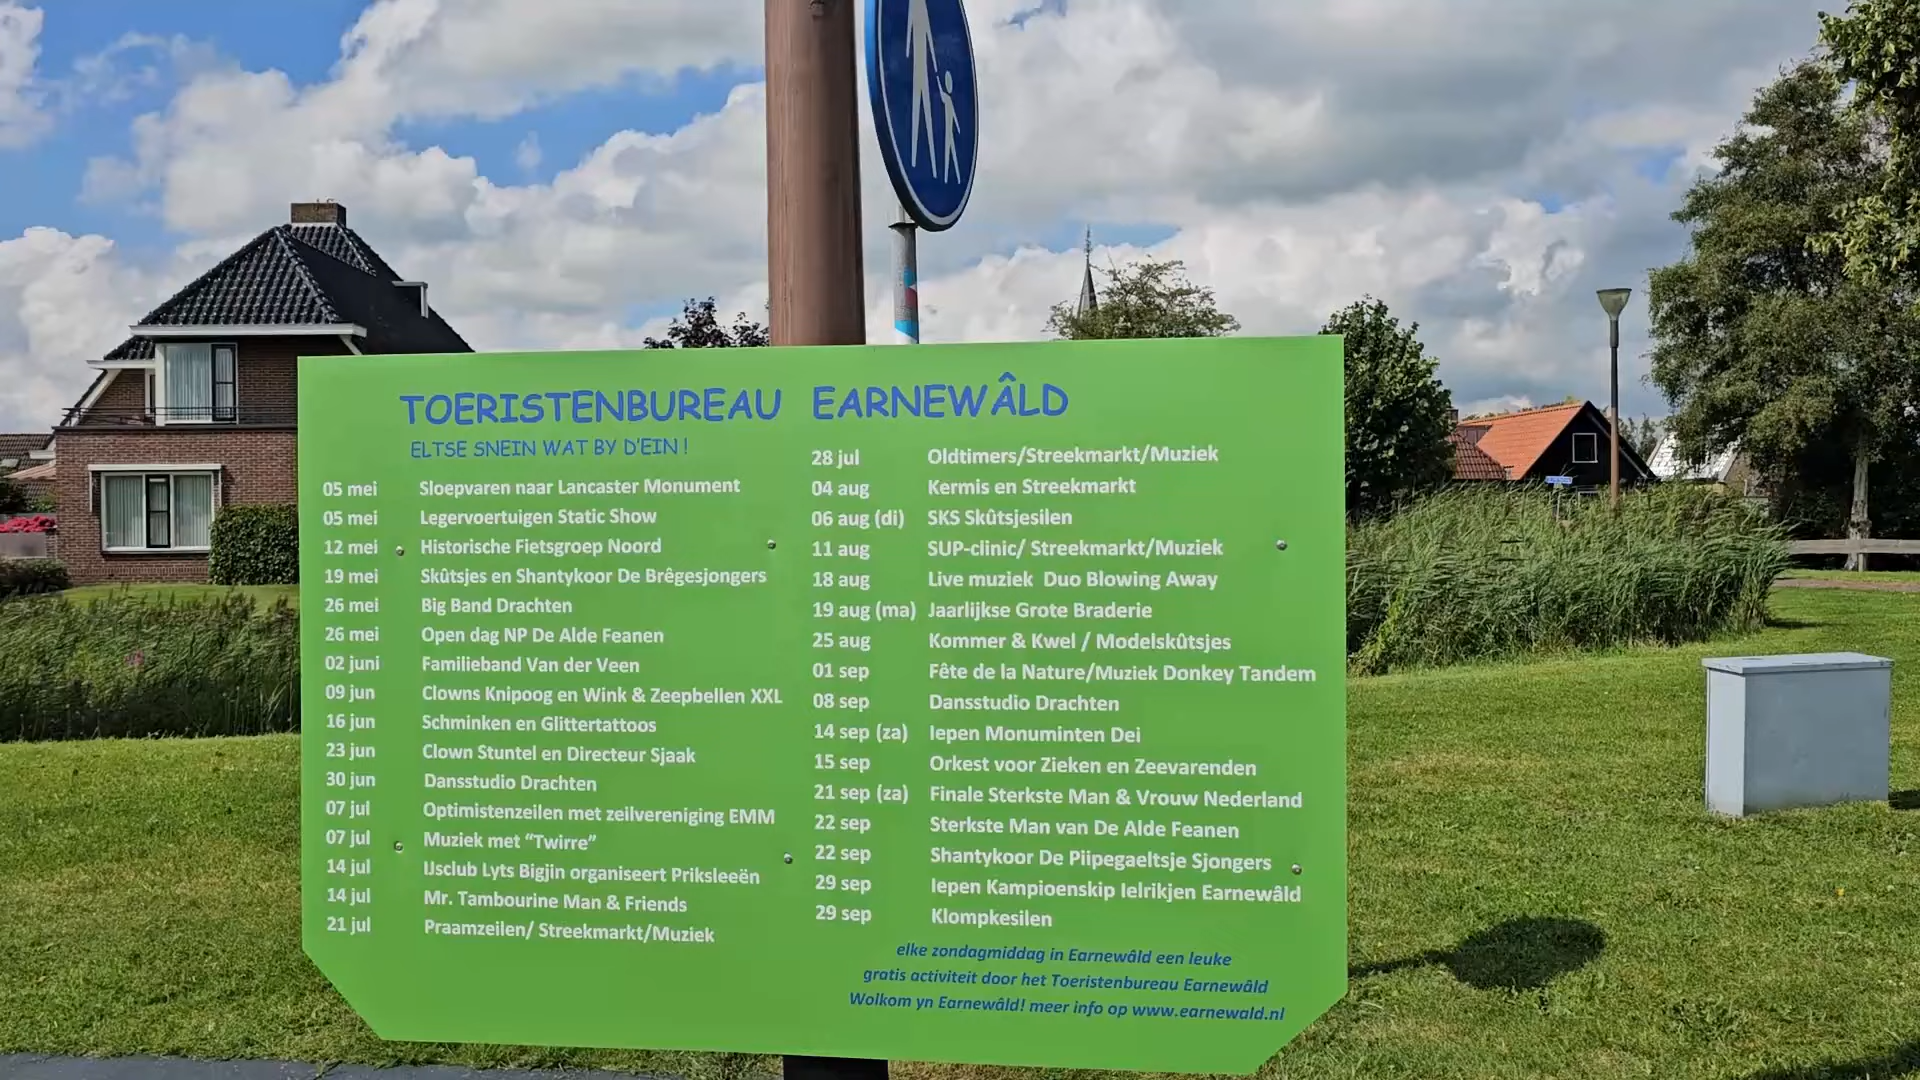 TOERISTENBUREAU EARNEWÂLD
ELTSE SNEIN WAT BY D'EIN !
05 mei Sloepvaren naar Lancaster Monument
05 mei Legervoertuigen Static Show
12 mei Historische Fietsgroep Noord
19 mei Skûtsjes en Shantykoor De Brêgesjongers
26 mei Big Band Drachten
26 mei Open dag NP De Alde Feanen
02 juni Familieband Van der Veen
09 jun Clowns Knipoog en Wink & Zeepbellen XXL
16 jun Schminken en Glittertattoos
23 jun Clown Stuntel en Directeur Sjaak
30 jun Dansstudio Drachten
07 jul Optimistenzeilen met zeilvereniging EMM
07 jul Muziek met “Twirre”
14 jul IJsclub Lyts Bigjin organiseert Priksleeën
14 jul Mr. Tambourine Man & Friends
21 jul Praamzeilen/ Streekmarkt/Muziek
28 jul Oldtimers/Streekmarkt/Muziek
04 aug Kermis en Streekmarkt
06 aug (di) SKS Skûtsjesilen
11 aug SUP-clinic/ Streekmarkt/Muziek
18 aug Live muziek Duo Blowing Away
19 aug (ma) Jaarlijkse Grote Braderie
25 aug Kommer & Kwel / Modelskûtsjes
01 sep Fête de la Nature/Muziek Donkey Tandem
08 sep Dansstudio Drachten
14 sep (za) Iepen Monuminten Dei
15 sep Orkest voor Zieken en Zeevarenden
21 sep (za) Finale Sterkste Man & Vrouw Nederland
22 sep Sterkste Man van De Alde Feanen
22 sep Shantykoor De Piipegaeltsje Sjongers
29 sep Iepen Kampioenskip Ielrikjen Earnewâld
29 sep Klompkesilen
elke zondagmiddag in Earnewâld een leuke
gratis activiteit door het Toeristenbureau Earnewâld
Wolkom yn Earnewâld! meer info op www.earnewald.nl